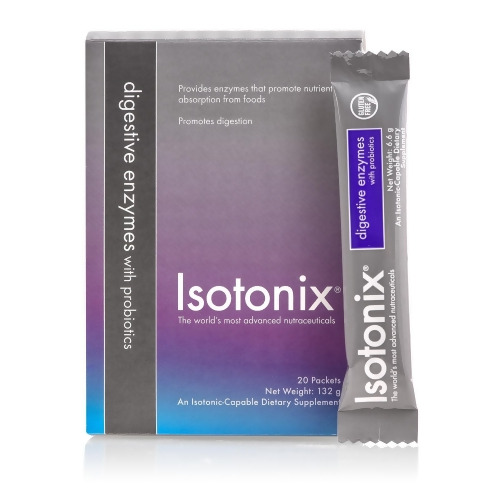 digestive enzymes with probiotics
Provides enzymes that promote nutrient
absorption from foods
Promotes digestion
Isotonix®
The world's most advanced nutraceuticals
20 Packets
Net Weight: 132 g
An Isotonic-Capable Dietary Supplement
GLUTEN
FREE
digestive enzymes
with probiotics
Net Weight: 6.6 g
An Isotonic-Capable Dietary
Supplement
Isotonix®
The world's most advanced nutraceuticals